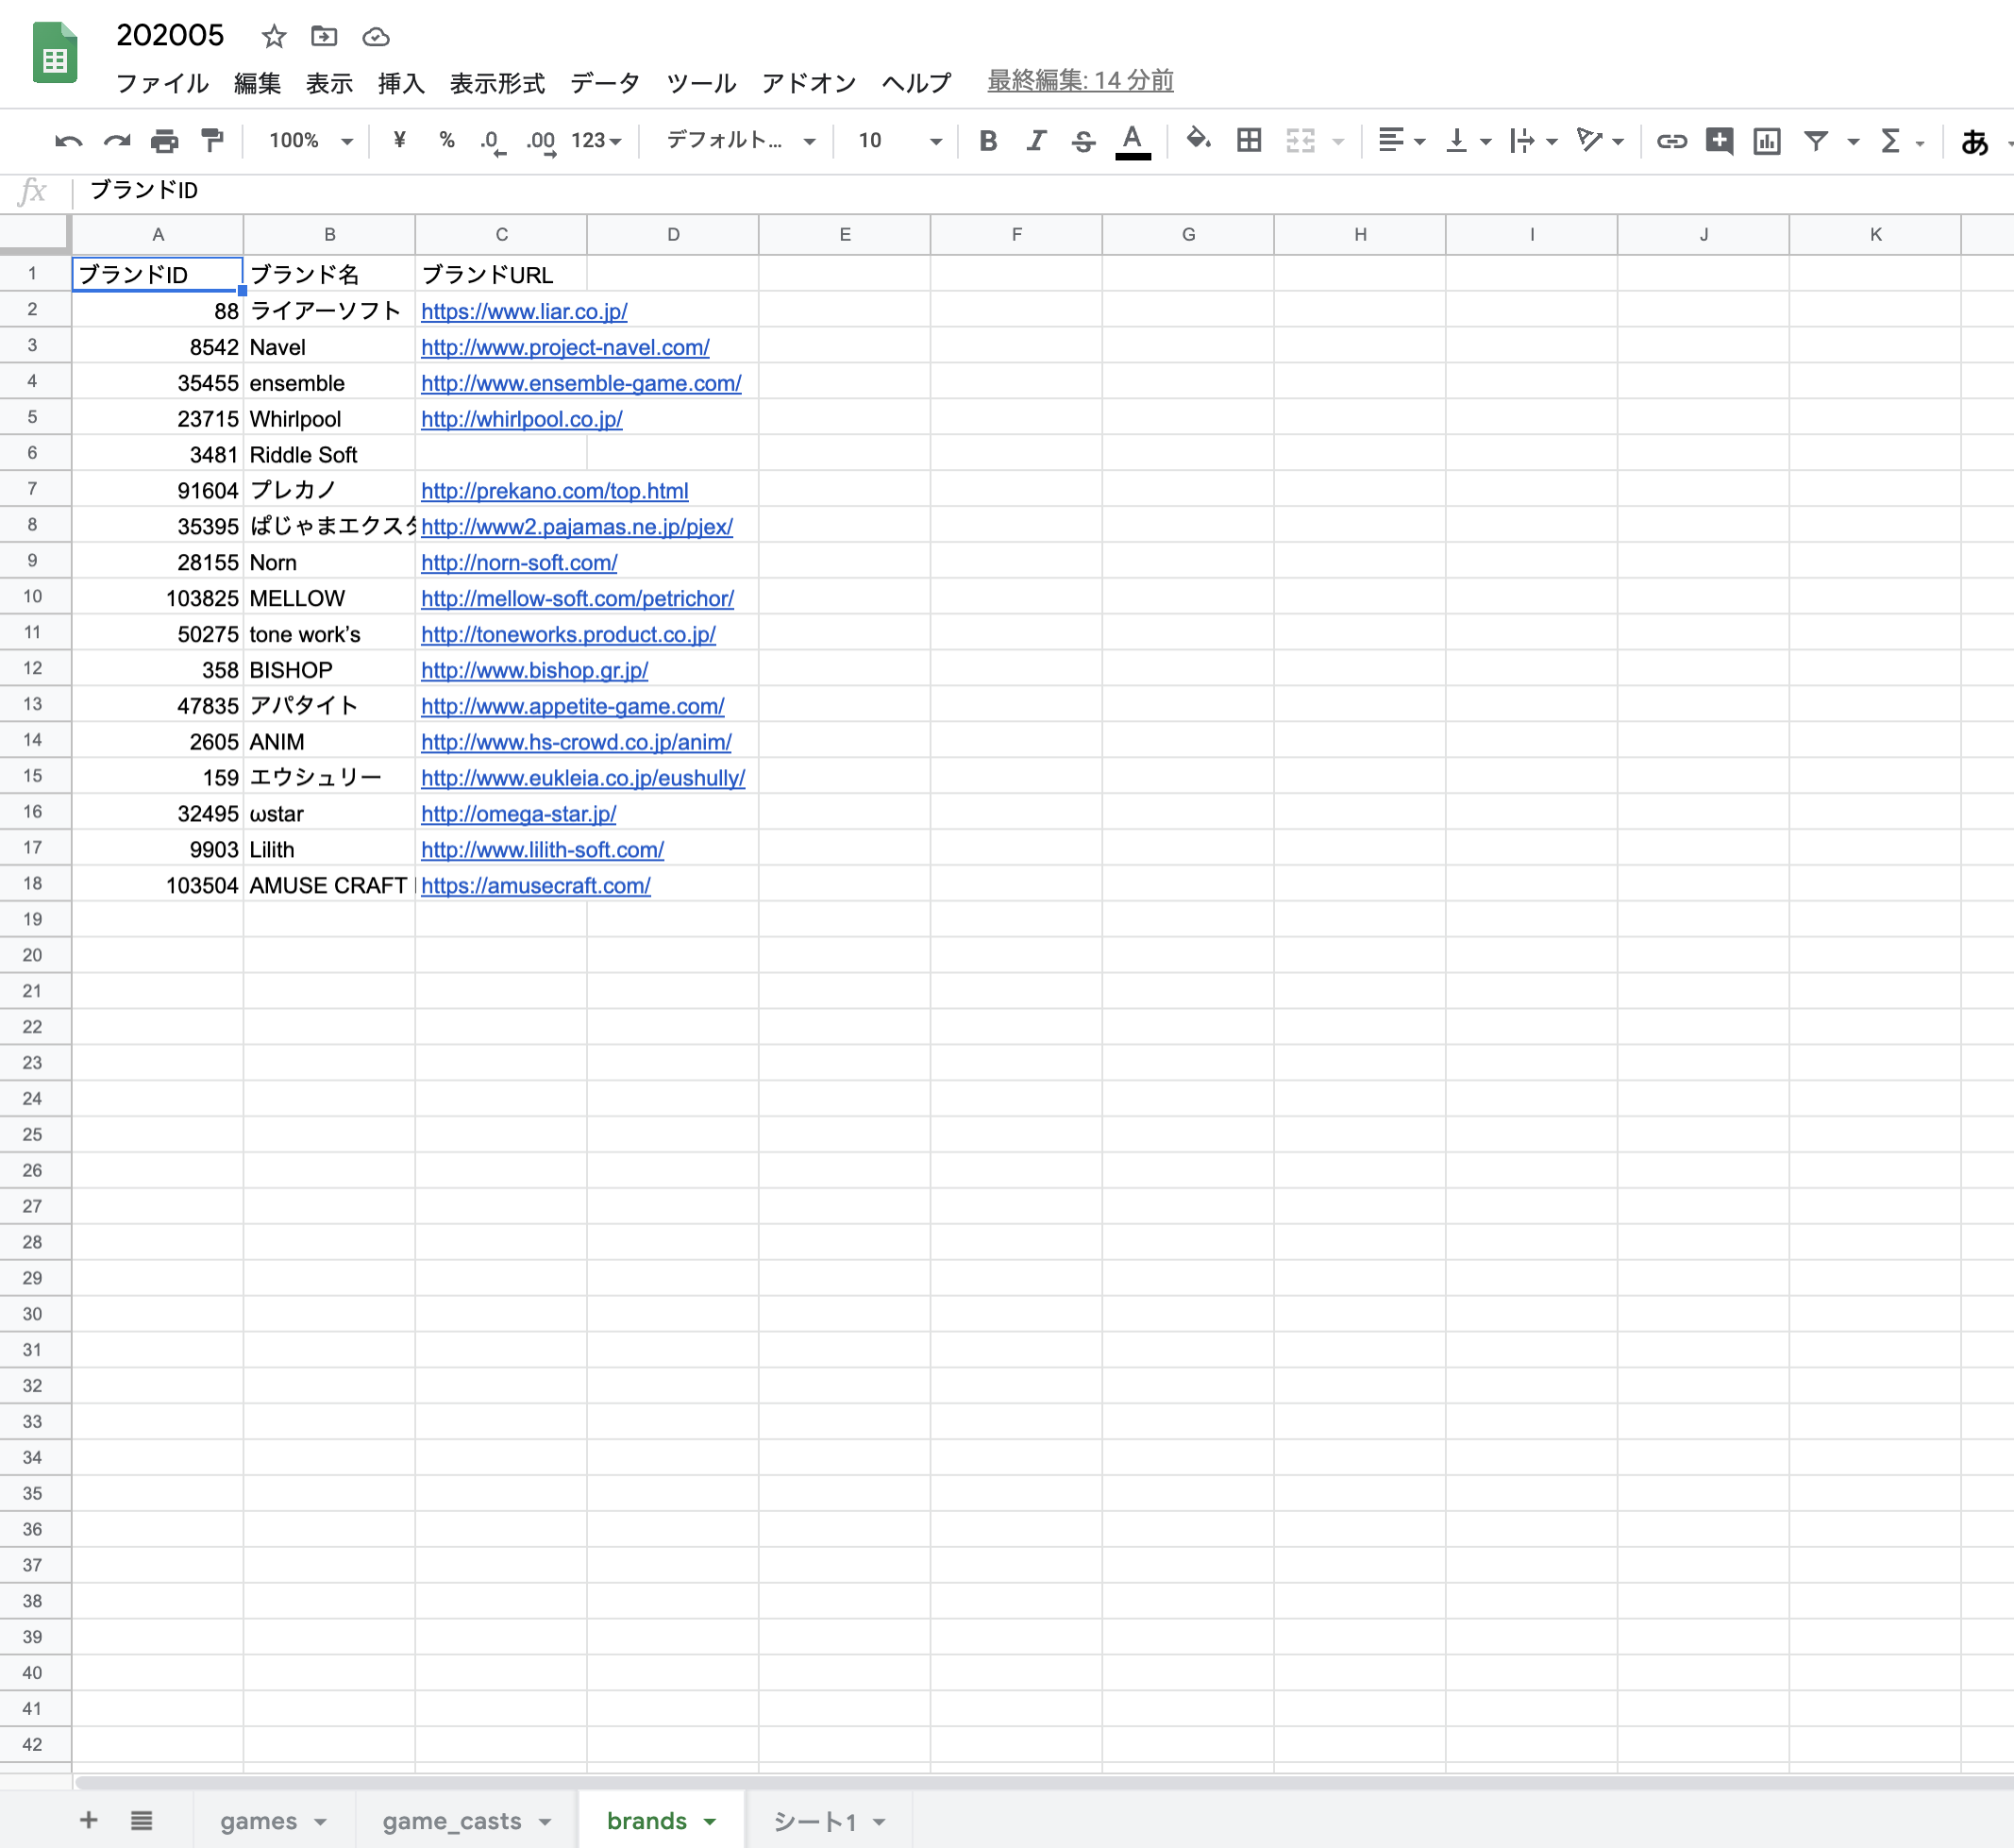 202005
ファイル 編集 表示 挿入 表示形式 データ ツール アドオン ヘルプ 最終編集: 14 分前
100% ¥ % .0 .00 123 デフォルト... 10 B I S A Σ あ
fx ブランドID
A B C D E F G H I J K
1 ブランドID ブランド名 ブランドURL
2 88 ライアーソフト https://www.liar.co.jp/
3 8542 Navel http://www.project-navel.com/
4 35455 ensemble http://www.ensemble-game.com/
5 23715 Whirlpool http://whirlpool.co.jp/
6 3481 Riddle Soft
7 91604 プレカノ http://prekano.com/top.html
8 35395 ぱじゃまエクスタ http://www2.pajamas.ne.jp/pjex/
9 28155 Norn http://norn-soft.com/
10 103825 MELLOW http://mellow-soft.com/petrichor/
11 50275 tone work’s http://toneworks.product.co.jp/
12 358 BISHOP http://www.bishop.gr.jp/
13 47835 アパタイト http://www.appetite-game.com/
14 2605 ANIM http://www.hs-crowd.co.jp/anim/
15 159 エウシュリー http://www.eukleia.co.jp/eushully/
16 32495 ωstar http://omega-star.jp/
17 9903 Lilith http://www.lilith-soft.com/
18 103504 AMUSE CRAFT https://amusecraft.com/
19
20
21
22
23
24
25
26
27
28
29
30
31
32
33
34
35
36
37
38
39
40
41
42
+ games game_casts brands シート1